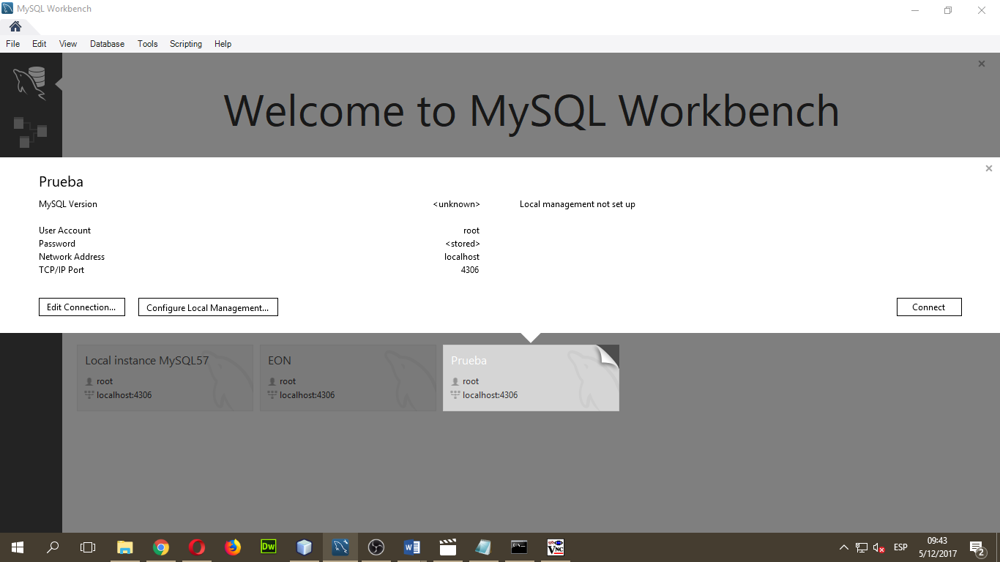 MySQL Workbench
File Edit View Database Tools Scripting Help
Welcome to MySQL Workbench
Prueba
MySQL Version <unknown> Local management not set up
User Account root
Password <stored>
Network Address localhost
TCP/IP Port 4306
Edit Connection... Configure Local Management... Connect
Local instance MySQL57 EON Prueba
root root root
localhost:4306 localhost:4306 localhost:4306
Dw VNC ESP 09:43
5/12/2017 2